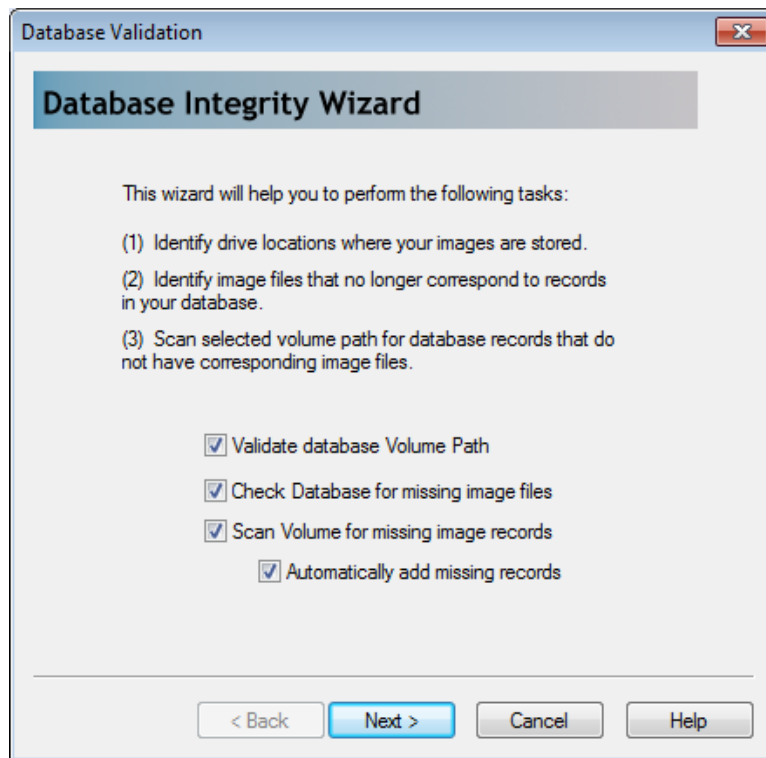 Database Validation
Database Integrity Wizard
This wizard will help you to perform the following tasks:
(1) Identify drive locations where your images are stored.
(2) Identify image files that no longer correspond to records
in your database.
(3) Scan selected volume path for database records that do
not have corresponding image files.
Validate database Volume Path
Check Database for missing image files
Scan Volume for missing image records
Automatically add missing records
< Back Next > Cancel Help